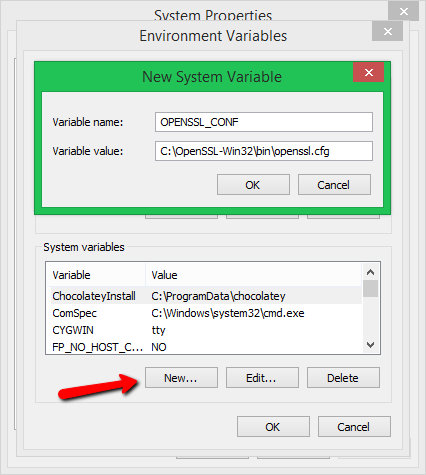 System Properties
Environment Variables
New System Variable
Variable name: OPENSSL_CONF
Variable value: C:\OpenSSL-Win32\bin\openssl.cfg
OK Cancel
System variables
Variable Value
ChocolateyInstall C:\ProgramData\chocolatey
ComSpec C:\Windows\system32\cmd.exe
CYGWIN tty
FP_NO_HOST_C... NO
New... Edit... Delete
OK Cancel